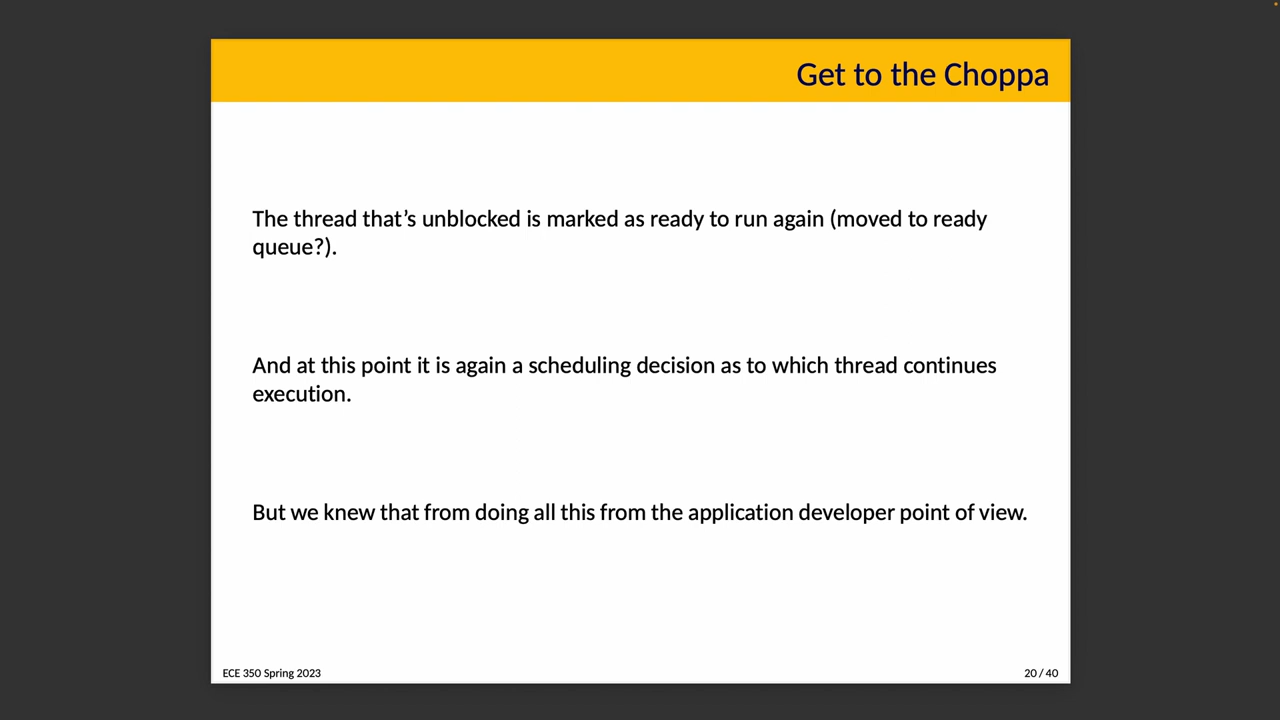 Get to the Choppa
The thread that’s unblocked is marked as ready to run again (moved to ready
queue?).
And at this point it is again a scheduling decision as to which thread continues
execution.
But we knew that from doing all this from the application developer point of view.
ECE 350 Spring 2023
20 / 40